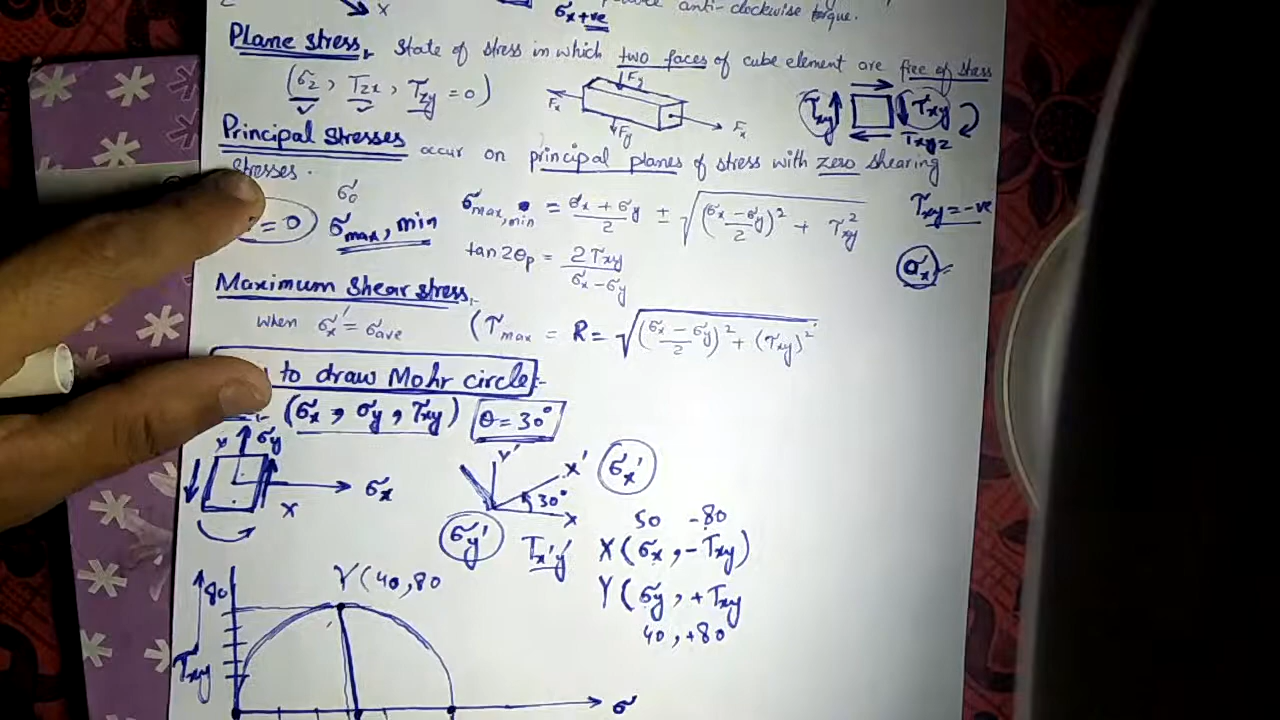 x
σx+ve
anti-clockwise torque.
Plane stress, State of stress in which two faces of cube element are free of stress
(σz, τzx, τzy = 0)
Fy
Fx
Fx
Fy
τxy
τxy
τxyz
Principal Stresses occur on principal planes of stress with zero shearing
stresses.
σ
= 0
σmax, min
σmax, min = σx + σy / 2 ± √((σx - σy / 2)² + τxy²)
τxy = -ve
tan 2θp = 2τxy / σx - σy
σx =
Maximum Shear stress,
When σx' = σave (τmax = R = √((σx - σy / 2)² + (τxy)²
to draw Mohr circle:-
(σx, σy, τxy) θ = 30°
x
σy
σx
x
Y'
X'
30°
x
σx'
σy'
τx'y'
50 -80
X(σx, -τxy)
Y(σy, +τxy
40, +80
80
Y(40, 80
τxy
σ